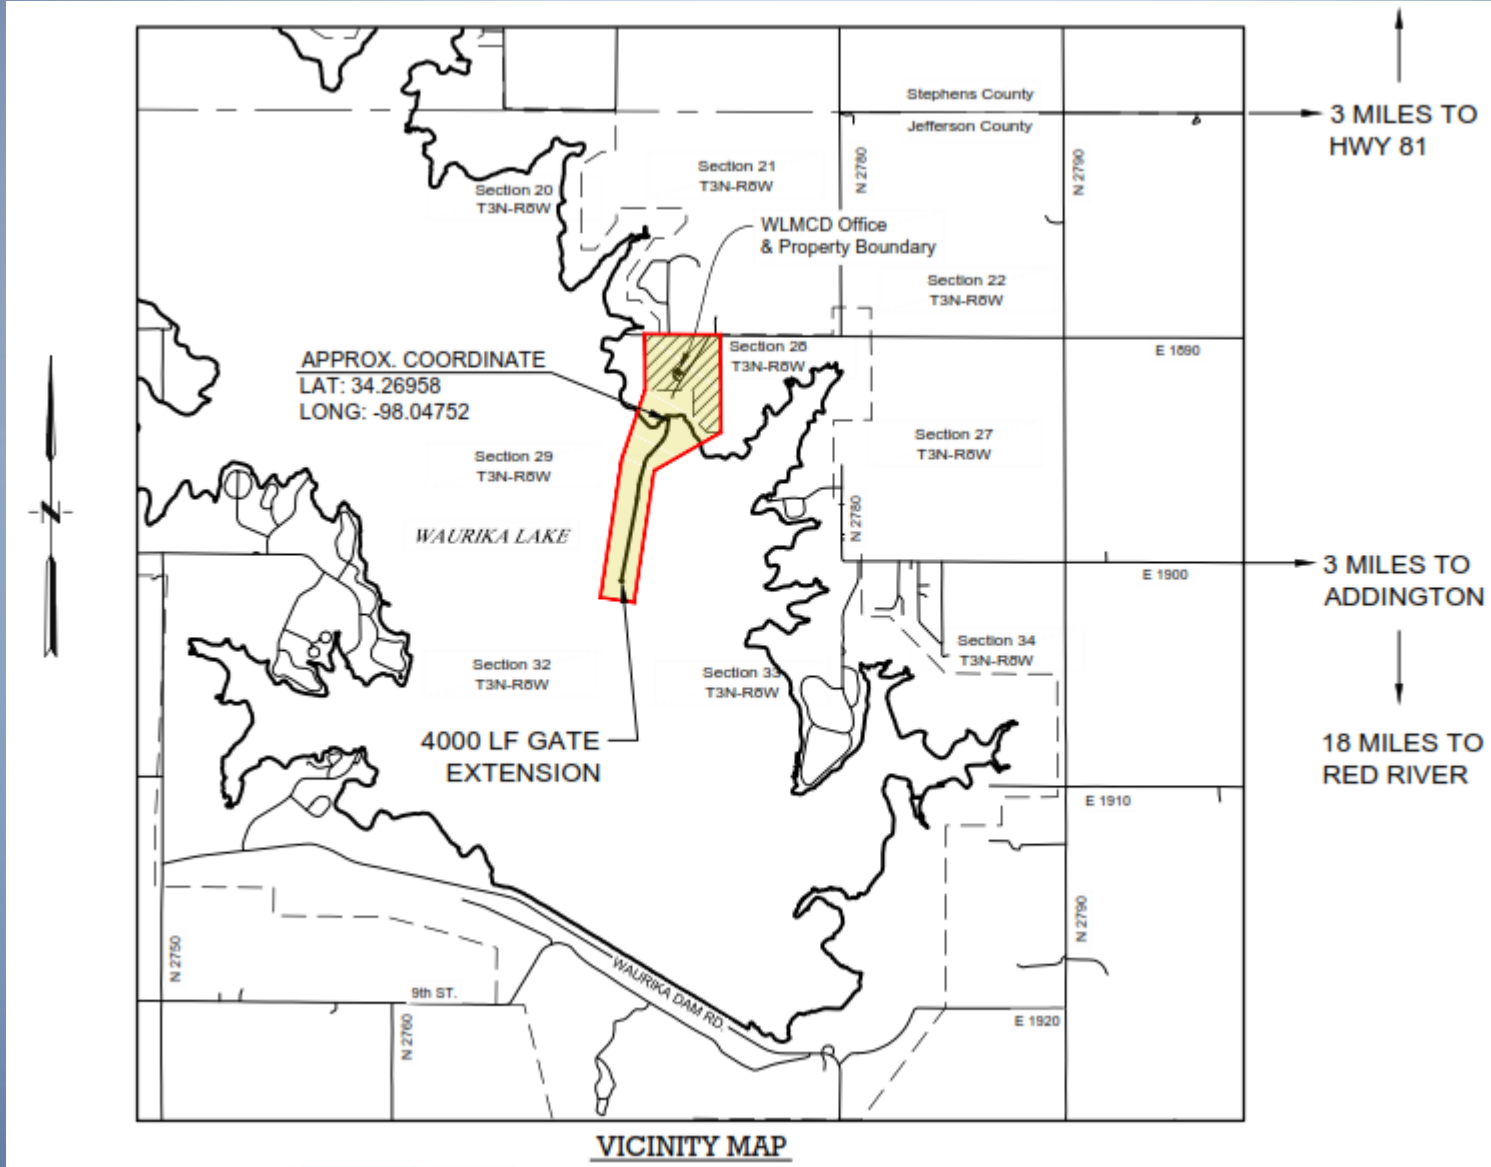 Stephens County
Jefferson County
3 MILES TO
HWY 81
N 2780
N 2790
Section 21
T3N-R8W
Section 20
T3N-R8W
WLMCD Office
& Property Boundary
Section 22
T3N-R8W
Section 28
T3N-R8W
E 1890
APPROX. COORDINATE
LAT: 34.26958
LONG: -98.04752
Section 27
T3N-R8W
Section 29
T3N-R8W
N
N 2780
WAURIKA LAKE
3 MILES TO
ADDINGTON
E 1900
Section 34
T3N-R8W
Section 32
T3N-R8W
Section 33
T3N-R8W
4000 LF GATE
EXTENSION
18 MILES TO
RED RIVER
E 1910
N 2750
N 2790
WAURIKA DAM RD.
9th ST.
N 2760
E 1920
VICINITY MAP